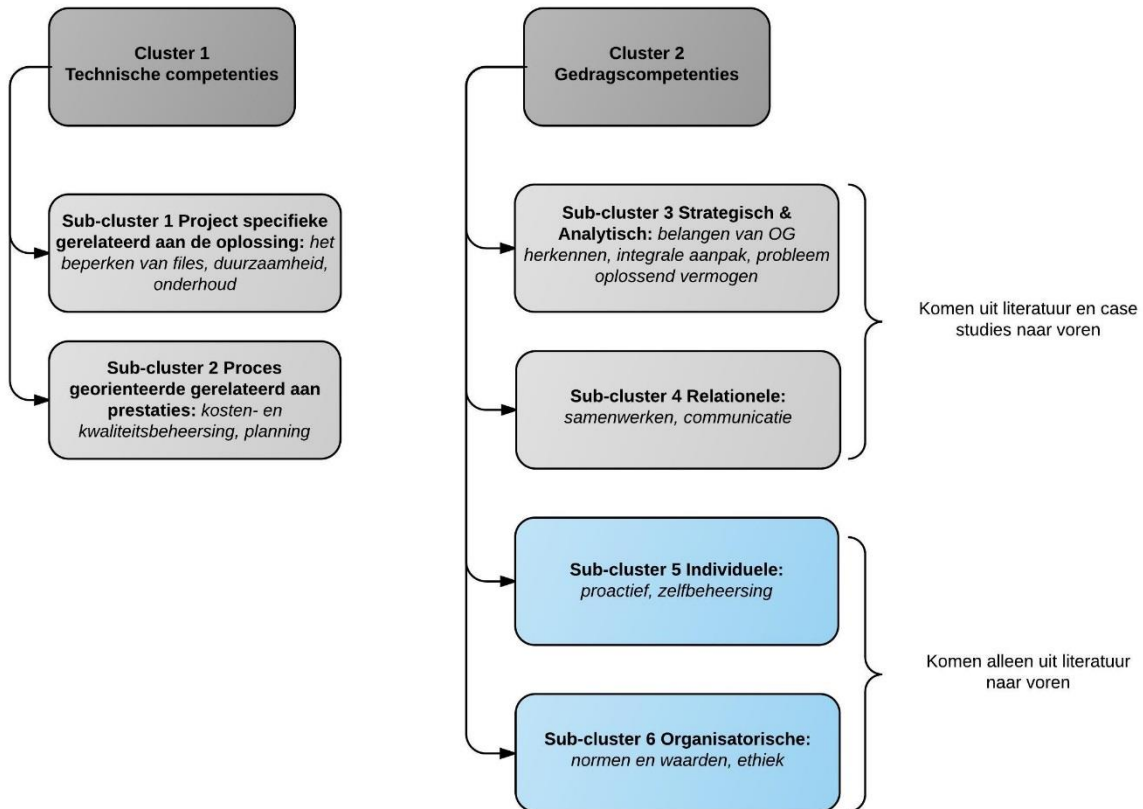 Cluster 1
Technische competenties
Sub-cluster 1 Project specifieke
gerelateerd aan de oplossing: het
beperken van files, duurzaamheid,
onderhoud
Sub-cluster 2 Proces
georienteerde gerelateerd aan
prestaties: kosten- en
kwaliteitsbeheersing, planning
Cluster 2
Gedragscompetenties
Sub-cluster 3 Strategisch &
Analytisch: belangen van OG
herkennen, integrale aanpak, probleem
oplossend vermogen
Sub-cluster 4 Relationele:
samenwerken, communicatie
Komen uit literatuur en case
studies naar voren
Sub-cluster 5 Individuele:
proactief, zelfbeheersing
Sub-cluster 6 Organisatorische:
normen en waarden, ethiek
Komen alleen uit literatuur
naar voren